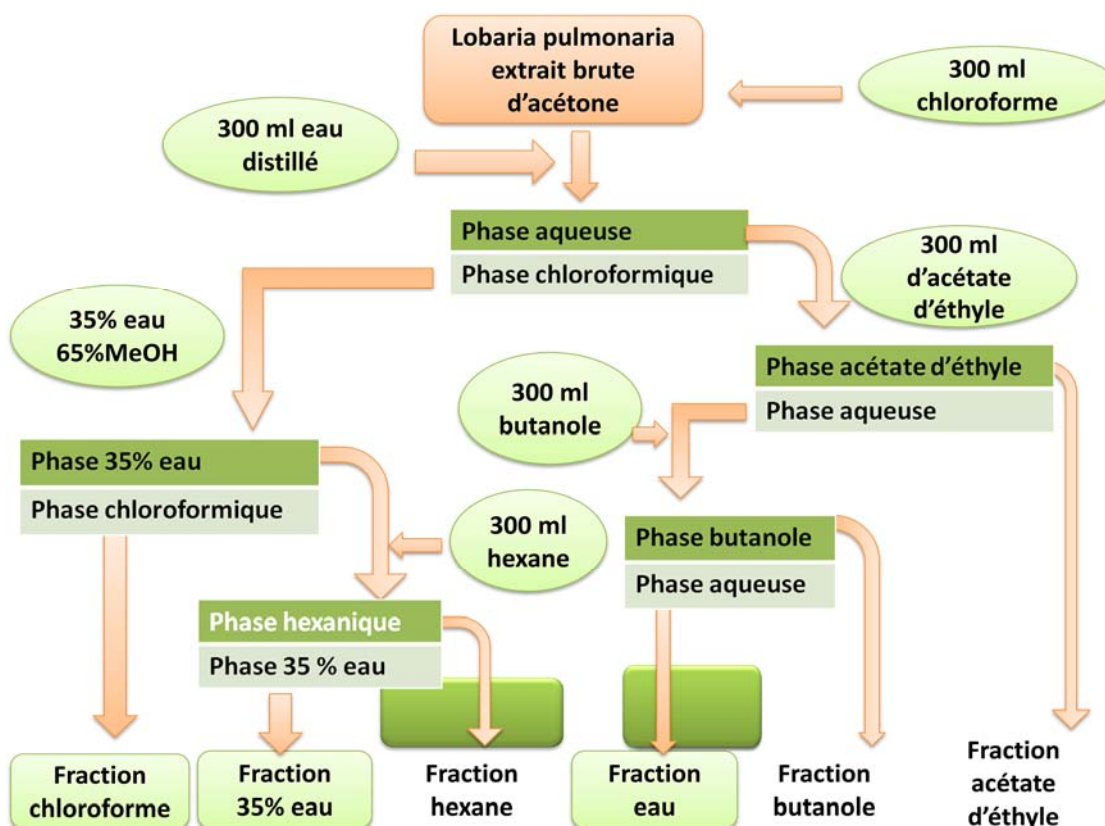 Lobaria pulmonaria
extrait brute
d'acétone
300 ml
chloroforme
300 ml eau
distillé
Phase aqueuse
Phase chloroformique
300 ml
d'acétate
d'éthyle
35% eau
65%MeOH
Phase acétate d'éthyle
Phase aqueuse
300 ml
butanole
Phase 35% eau
Phase chloroformique
300 ml
hexane
Phase butanole
Phase aqueuse
Phase hexanique
Phase 35 % eau
Fraction
chloroforme
Fraction
35% eau
Fraction
hexane
Fraction
eau
Fraction
butanole
Fraction
acétate
d'éthyle